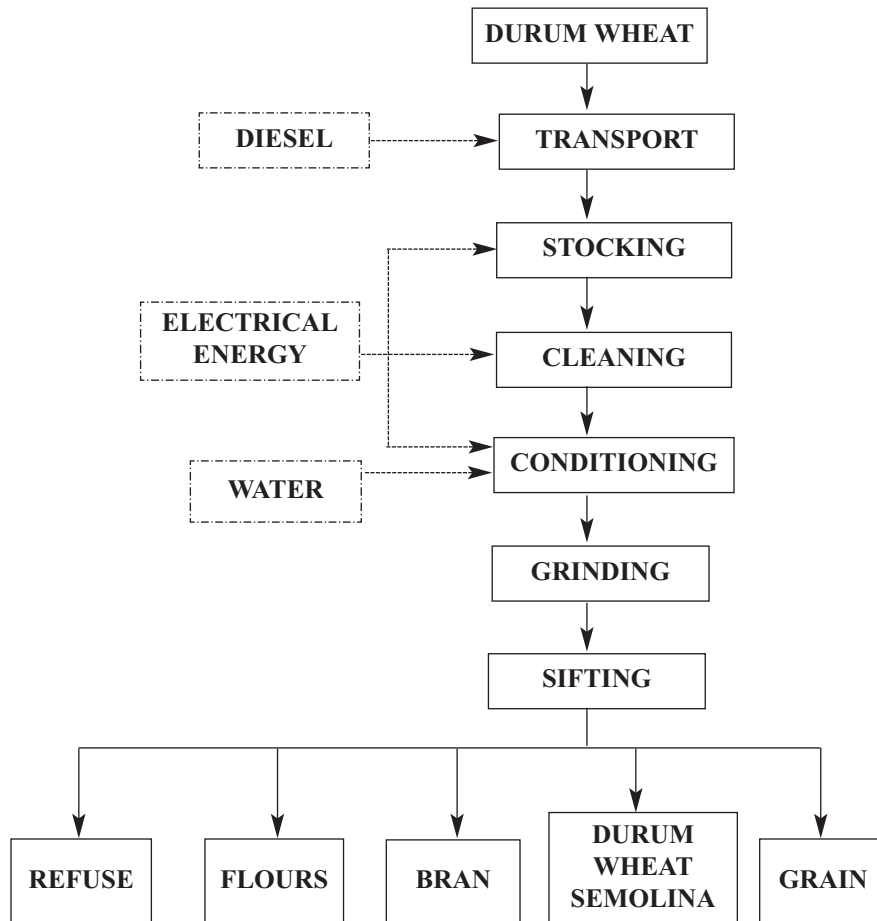 DURUM WHEAT
DIESEL
TRANSPORT
STOCKING
ELECTRICAL
ENERGY
CLEANING
CONDITIONING
WATER
GRINDING
SIFTING
REFUSE
FLOURS
BRAN
DURUM
WHEAT
SEMOLINA
GRAIN